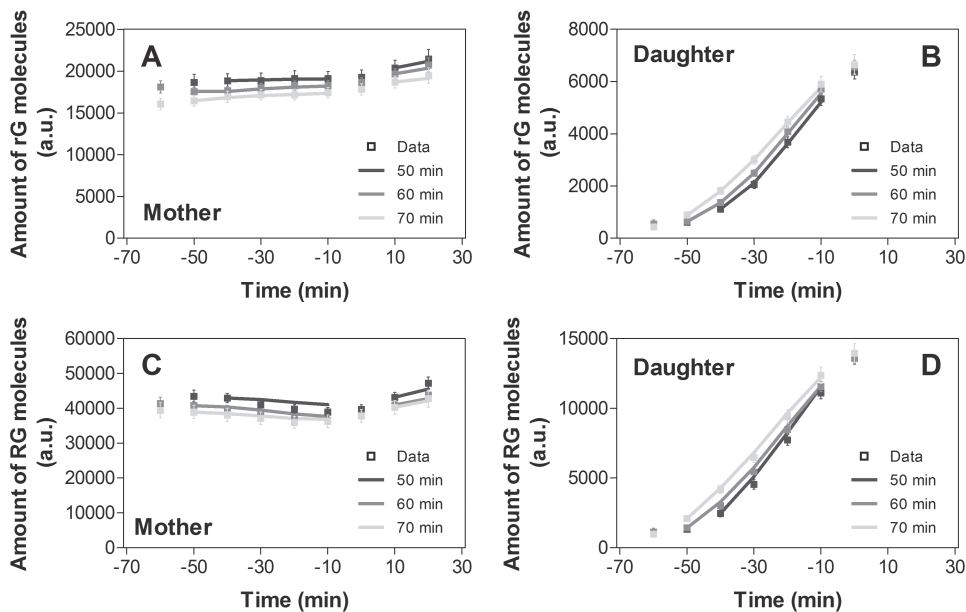 A
Amount of rG molecules
(a.u.)
25000
20000
15000
10000
5000
0
Data
50 min
60 min
70 min
Mother
-70
-50
-30
-10
10
30
Time (min)
B
Daughter
Amount of rG molecules
(a.u.)
8000
6000
4000
2000
0
Data
50 min
60 min
70 min
-70
-50
-30
-10
10
30
Time (min)
C
Amount of RG molecules
(a.u.)
60000
50000
40000
30000
20000
10000
0
Data
50 min
60 min
70 min
Mother
-70
-50
-30
-10
10
30
Time (min)
D
Daughter
Amount of RG molecules
(a.u.)
15000
10000
5000
0
Data
50 min
60 min
70 min
-70
-50
-30
-10
10
30
Time (min)